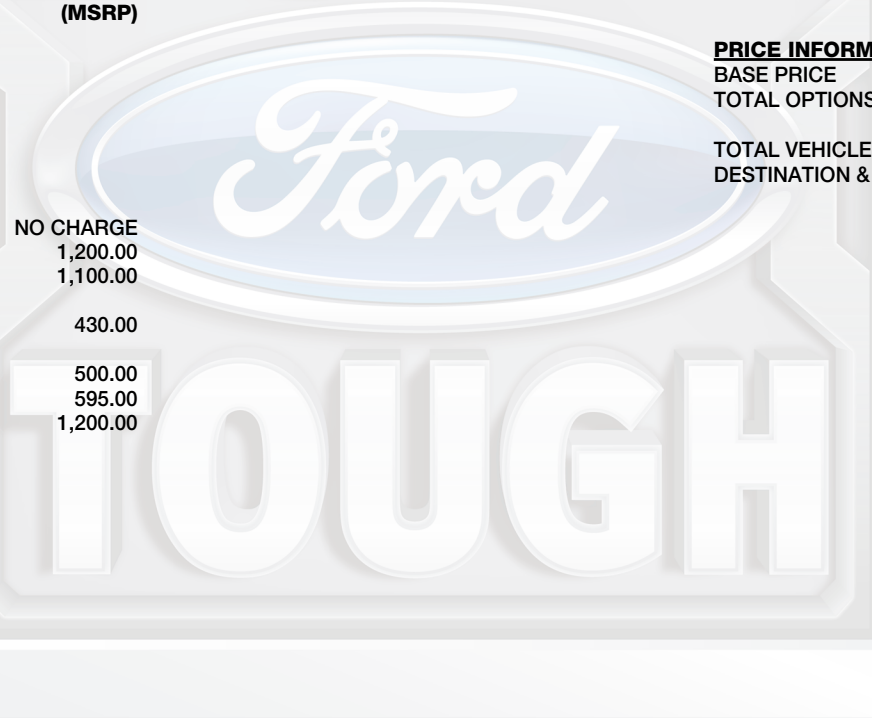 (MSRP)
NO CHARGE
1,200.00
1,100.00
430.00
500.00
595.00
1,200.00
PRICE INFORM
BASE PRICE
TOTAL OPTIONS
TOTAL VEHICLE
DESTINATION &
Ford
TOUGH